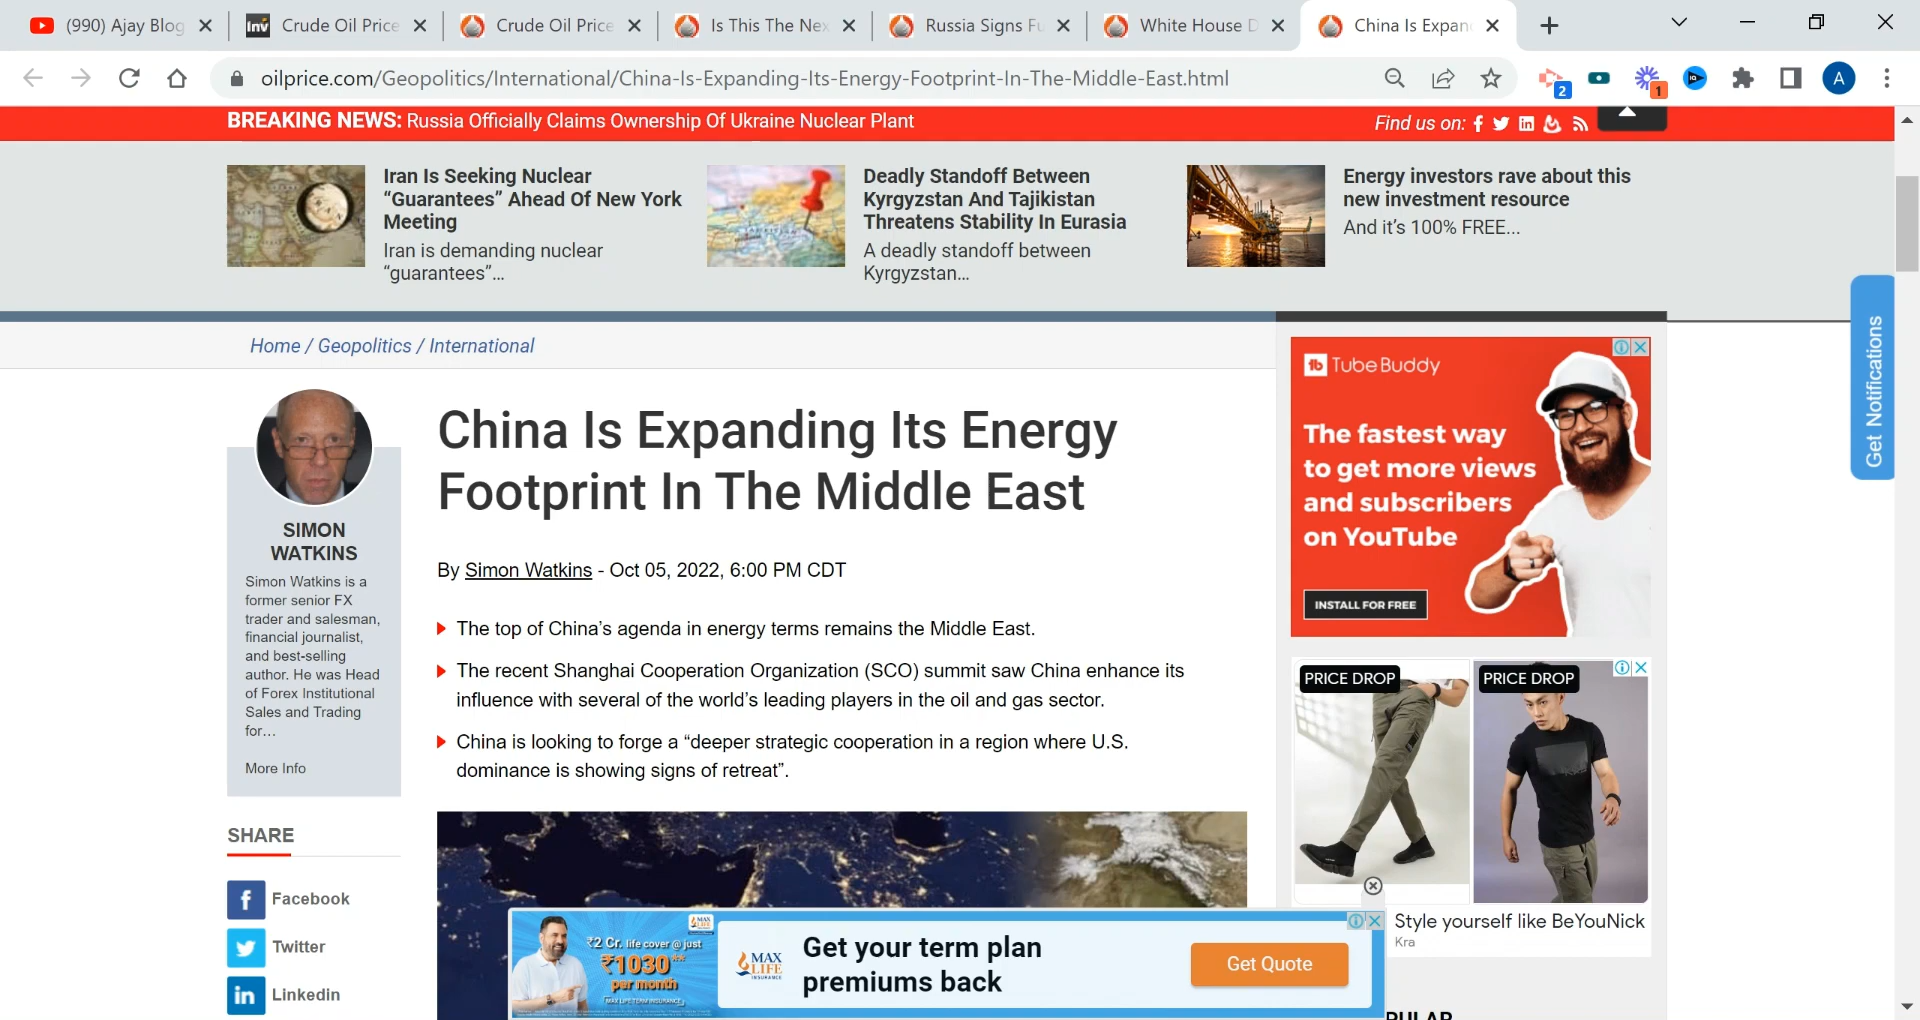 (990) Ajay Blog
Crude Oil Price
Crude Oil Price
Is This The Nex
Russia Signs Fu
White House D
China Is Expan
oilprice.com/Geopolitics/International/China-Is-Expanding-Its-Energy-Footprint-In-The-Middle-East.html
2
1
A
BREAKING NEWS: Russia Officially Claims Ownership Of Ukraine Nuclear Plant
Find us on:
Iran Is Seeking Nuclear
“Guarantees” Ahead Of New York
Meeting
Iran is demanding nuclear
“guarantees”...
Deadly Standoff Between
Kyrgyzstan And Tajikistan
Threatens Stability In Eurasia
A deadly standoff between
Kyrgyzstan...
Energy investors rave about this
new investment resource
And it’s 100% FREE...
Get Notifications
Home / Geopolitics / International
SIMON
WATKINS
Simon Watkins is a
former senior FX
trader and salesman,
financial journalist,
and best-selling
author. He was Head
of Forex Institutional
Sales and Trading
for...
More Info
SHARE
Facebook
Twitter
Linkedin
China Is Expanding Its Energy
Footprint In The Middle East
By Simon Watkins - Oct 05, 2022, 6:00 PM CDT
The top of China’s agenda in energy terms remains the Middle East.
The recent Shanghai Cooperation Organization (SCO) summit saw China enhance its
influence with several of the world’s leading players in the oil and gas sector.
China is looking to forge a “deeper strategic cooperation in a region where U.S.
dominance is showing signs of retreat”.
TubeBuddy
The fastest way
to get more views
and subscribers
on YouTube
INSTALL FOR FREE
PRICE DROP
PRICE DROP
Style yourself like BeYouNick
Kra
₹2 Cr. life cover @ just
₹1030**
per month
MAX LIFE TERM INSURANCE
MAX
LIFE
INSURANCE
Get your term plan
premiums back
Get Quote